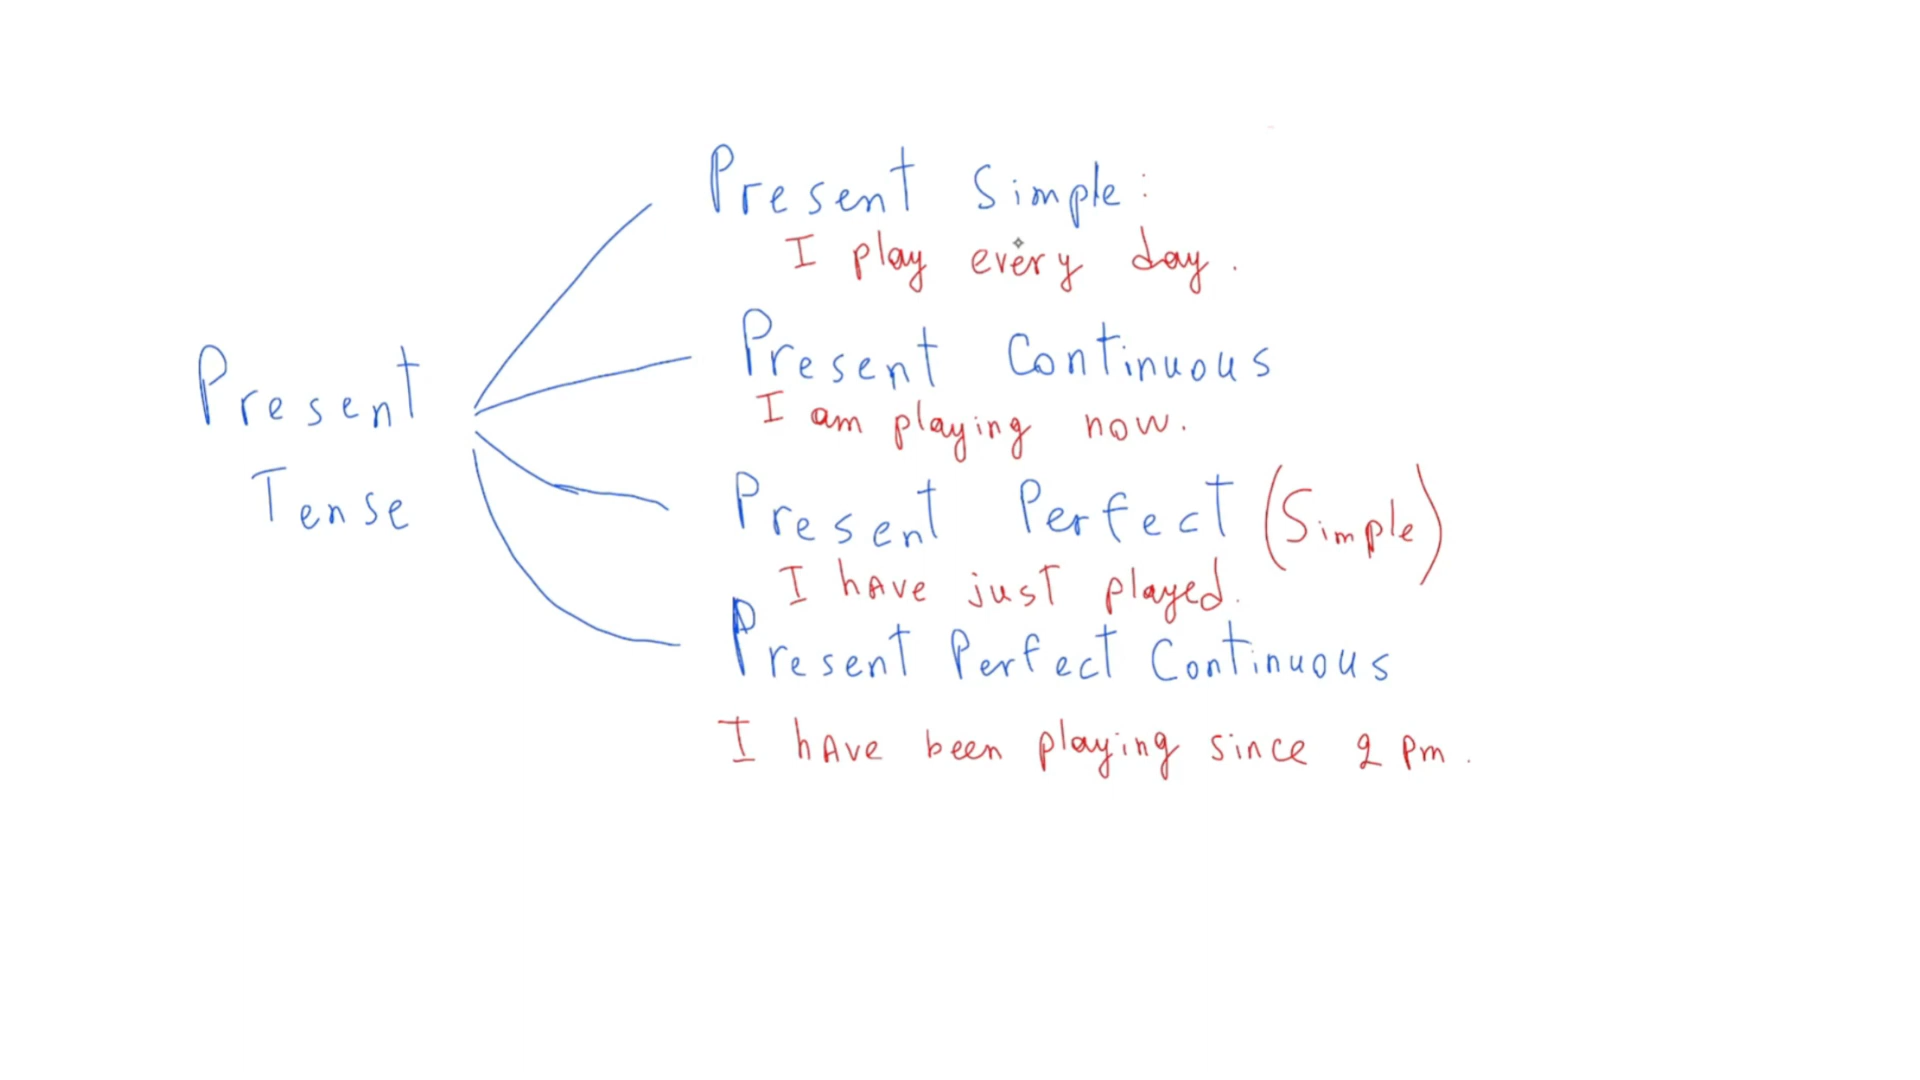 Present
Tense
Present Simple:
I play every day.
Present Continuous
I am playing now.
Present Perfect (Simple)
I have just played.
Present Perfect Continuous
I have been playing since 2 pm.